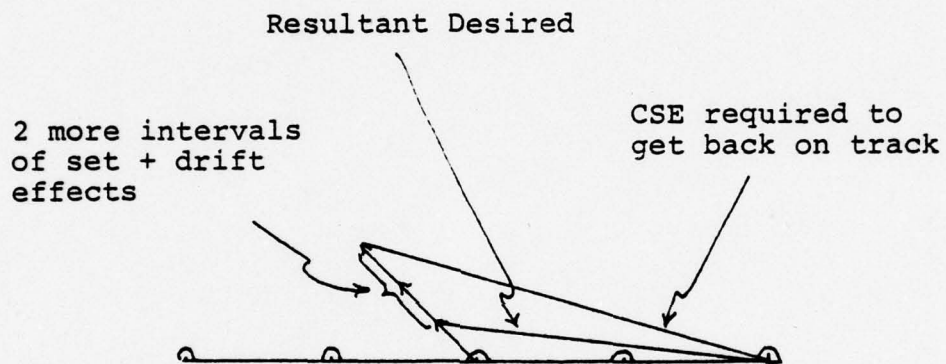 Resultant Desired
2 more intervals
of set + drift
effects
CSE required to
get back on track